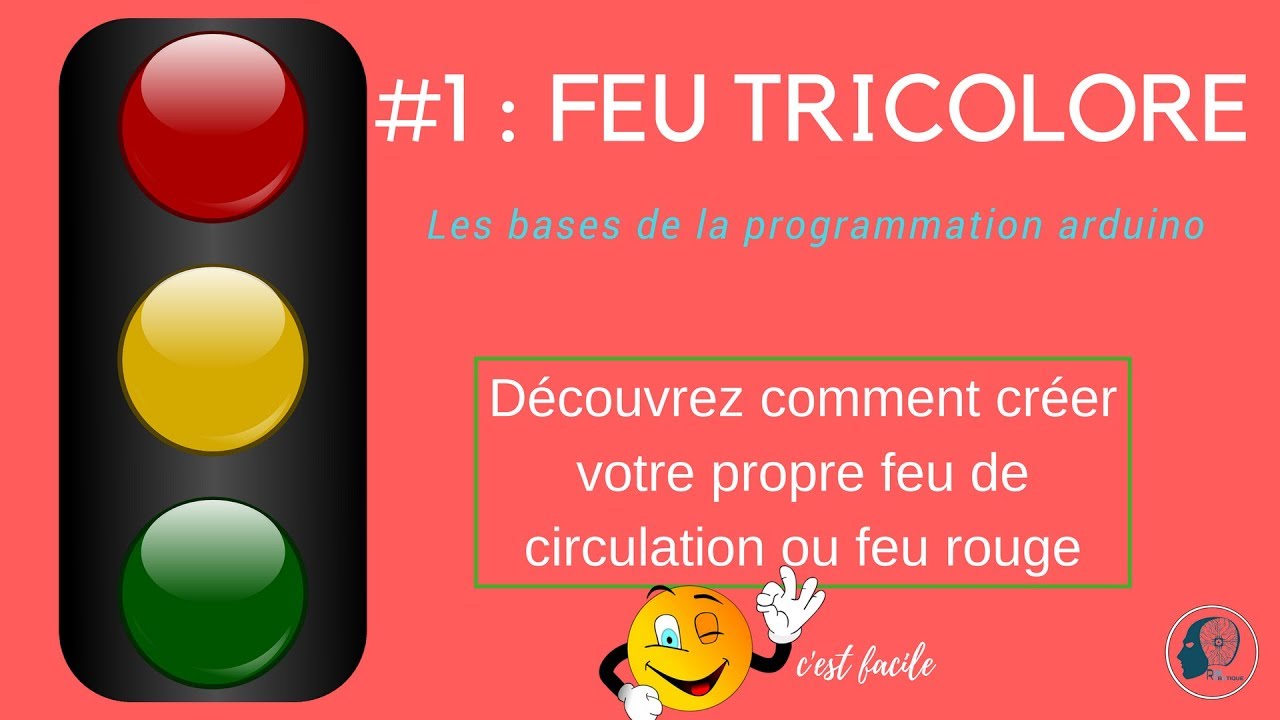 #1 : FEU TRICOLORE
Les bases de la programmation arduino
Découvrez comment créer
votre propre feu de
circulation ou feu rouge
c'est facile